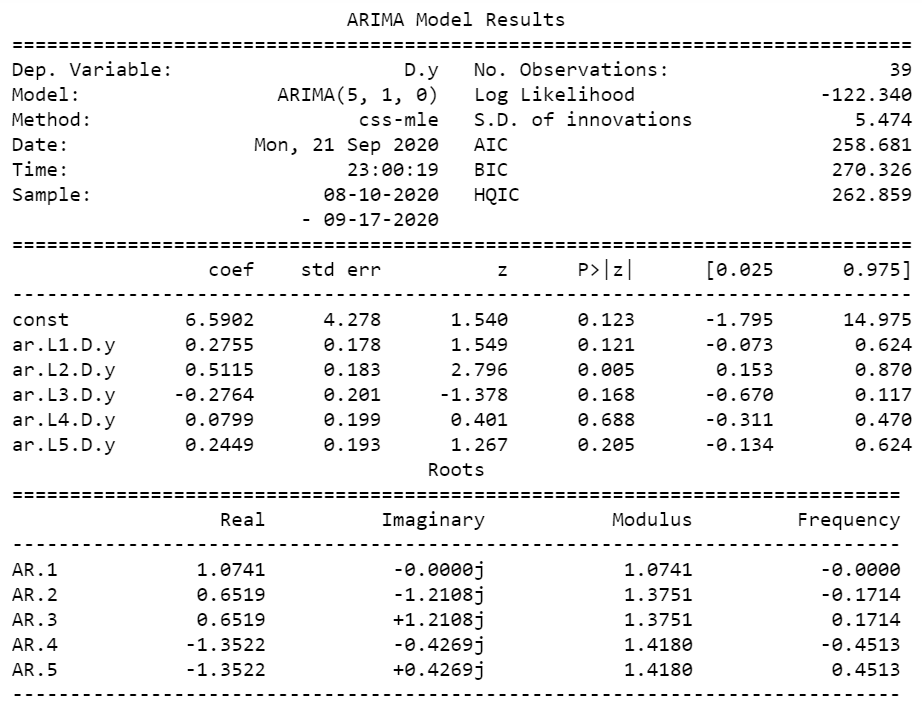 ARIMA Model Results
==============================================================================
Dep. Variable:                    D.y   No. Observations:                   39
Model:                 ARIMA(5, 1, 0)   Log Likelihood                -122.340
Method:                       css-mle   S.D. of innovations              5.474
Date:                Mon, 21 Sep 2020   AIC                            258.681
Time:                        23:00:19   BIC                            270.326
Sample:                    08-10-2020   HQIC                           262.859
- 09-17-2020
==============================================================================
                 coef    std err          z      P>|z|      [0.025      0.975]
------------------------------------------------------------------------------
const          6.5902      4.278      1.540      0.123      -1.795      14.975
ar.L1.D.y      0.2755      0.178      1.549      0.121      -0.073       0.624
ar.L2.D.y      0.5115      0.183      2.796      0.005       0.153       0.870
ar.L3.D.y     -0.2764      0.201     -1.378      0.168      -0.670       0.117
ar.L4.D.y      0.0799      0.199      0.401      0.688      -0.311       0.470
ar.L5.D.y      0.2449      0.193      1.267      0.205      -0.134       0.624
Roots
=============================================================================
                  Real          Imaginary           Modulus         Frequency
-----------------------------------------------------------------------------
AR.1            1.0741           -0.0000j            1.0741           -0.0000
AR.2            0.6519           -1.2108j            1.3751           -0.1714
AR.3            0.6519           +1.2108j            1.3751            0.1714
AR.4           -1.3522           -0.4269j            1.4180           -0.4513
AR.5           -1.3522           +0.4269j            1.4180            0.4513
-----------------------------------------------------------------------------